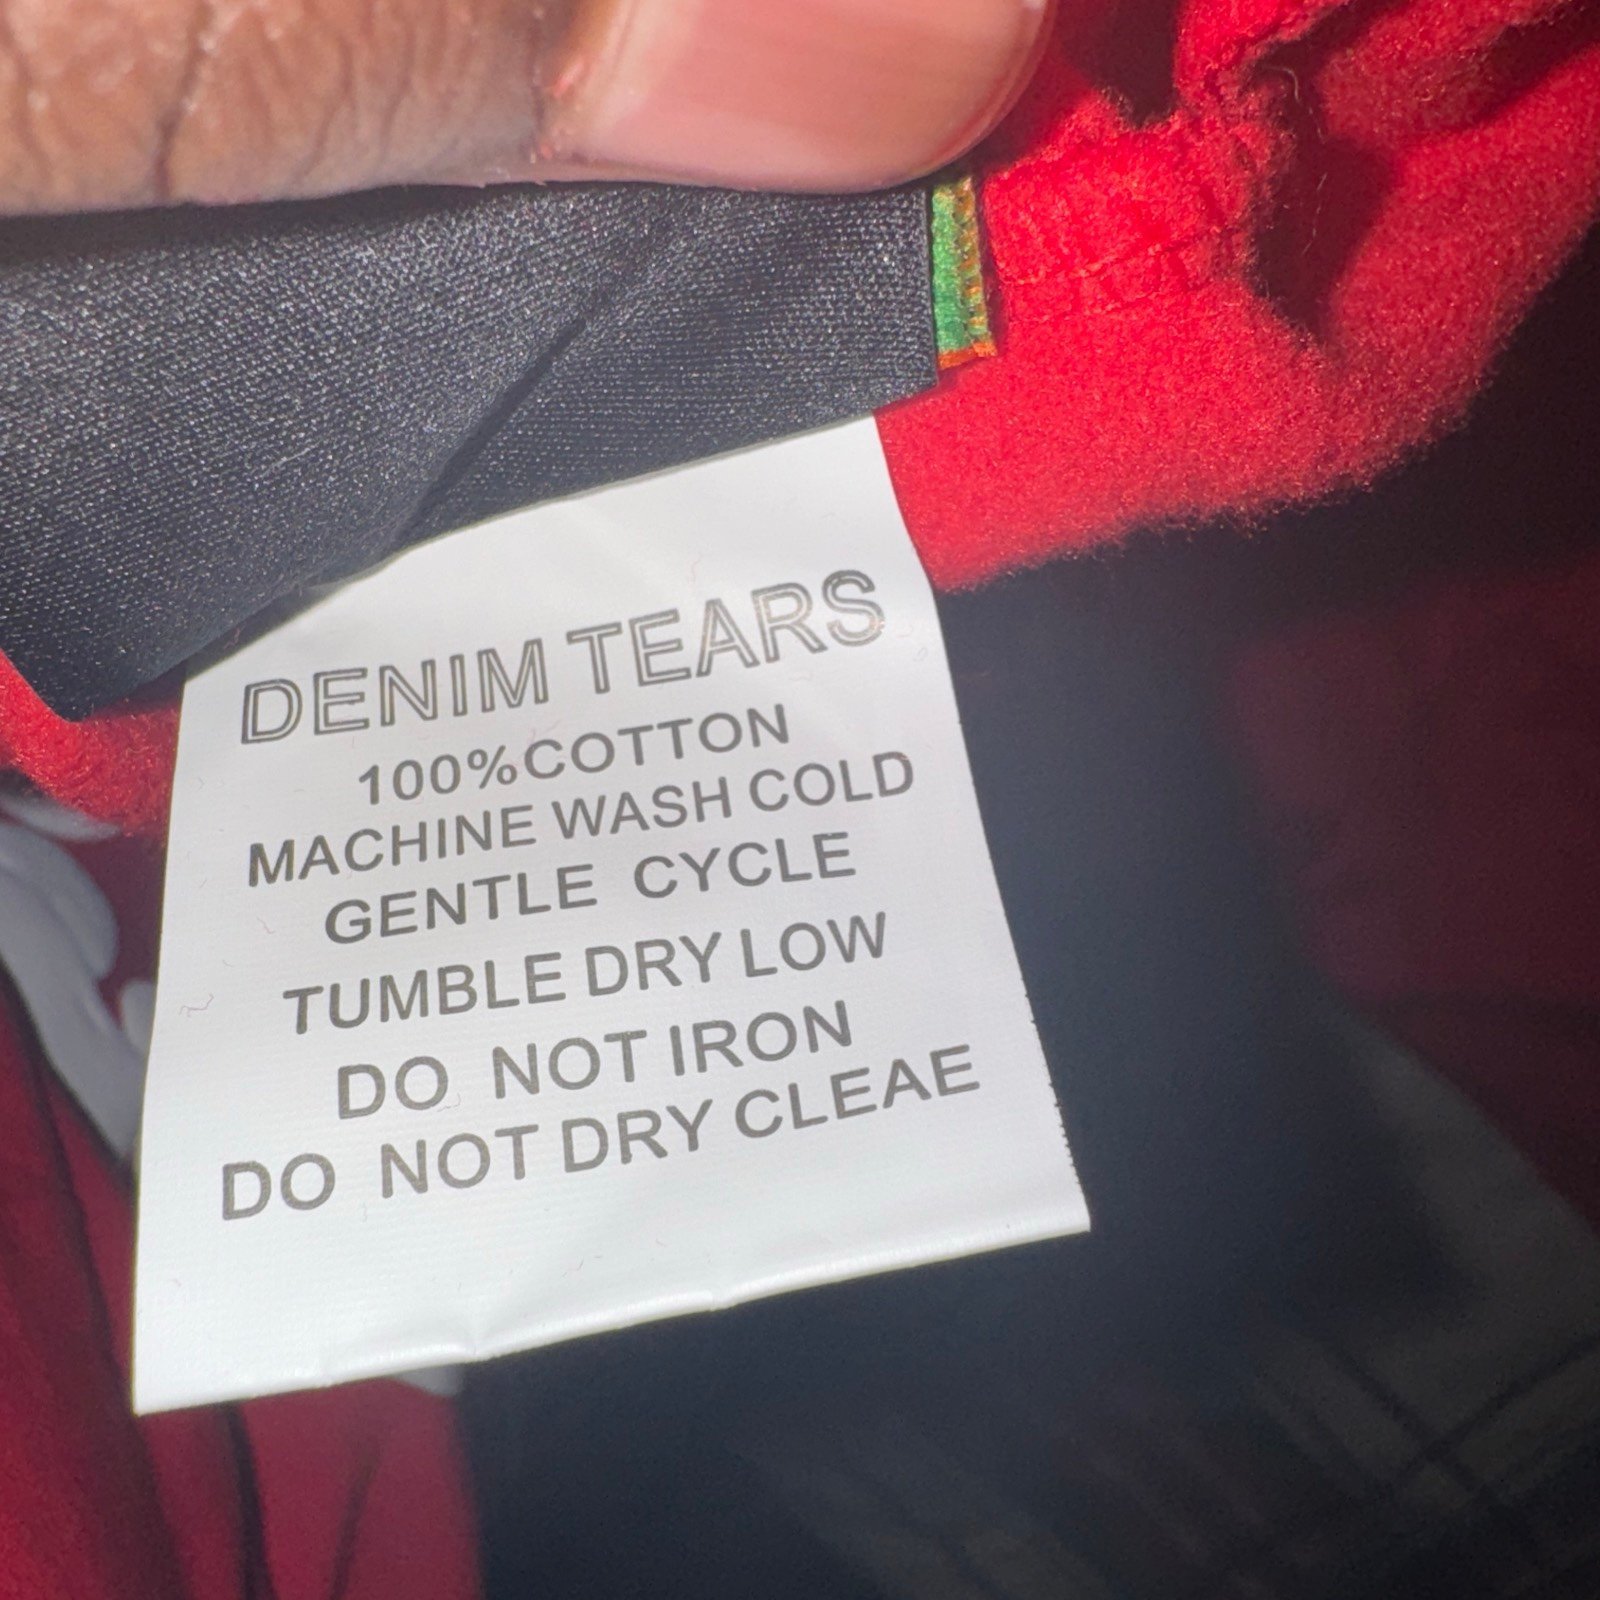 DENIM TEARS
100%COTTON
MACHINE WASH COLD
GENTLE CYCLE
TUMBLE DRY LOW
DO NOT IRON
DO NOT DRY CLEAE